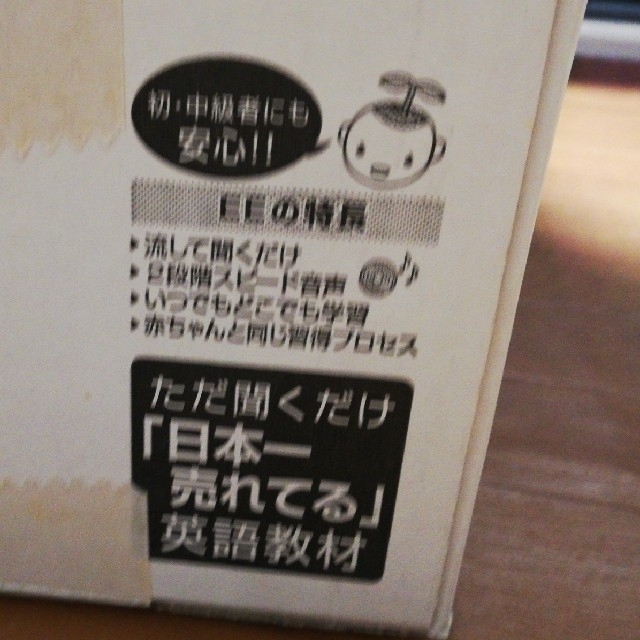 初・中級者にも
安心!!
EEの特長
流して聞くだけ
2段階スピード音声
いつでもどこでも学習
赤ちゃんと同じ習得プロセス
ただ聞くだけ
「日本一
売れてる」
英語教材